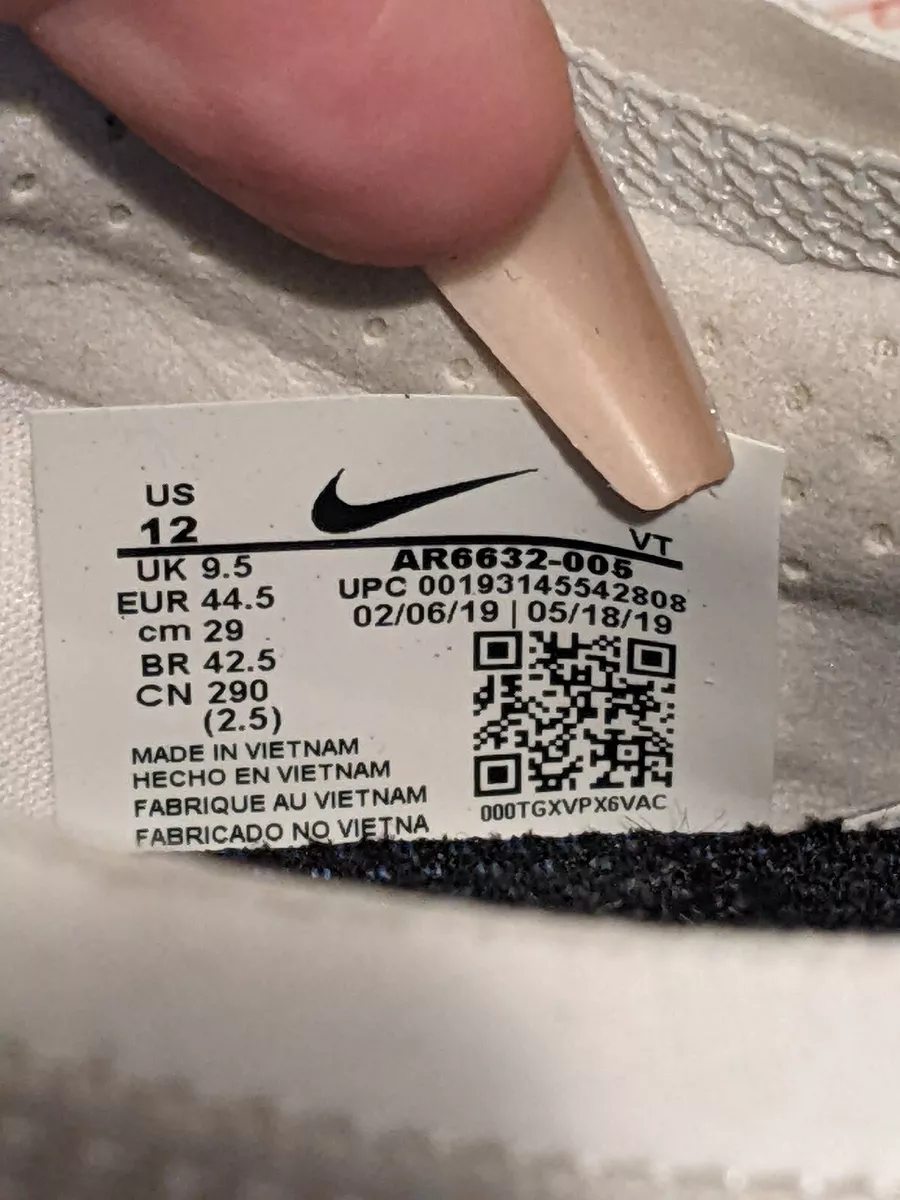 US
12
VT
UK 9.5
EUR 44.5
cm 29
BR 42.5
CN 290
(2.5)
AR6632-005
UPC 00193145542808
02/06/19 | 05/18/19
MADE IN VIETNAM
HECHO EN VIETNAM
FABRIQUE AU VIETNAM
FABRICADO NO VIETNA
000TGXVPX6VAC